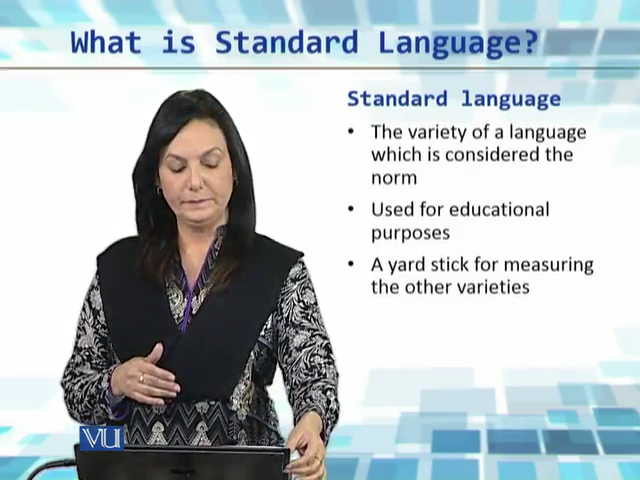 What is Standard Language?
Standard language
• The variety of a language
which is considered the
norm
• Used for educational
purposes
• A yard stick for measuring
the other varieties
VU